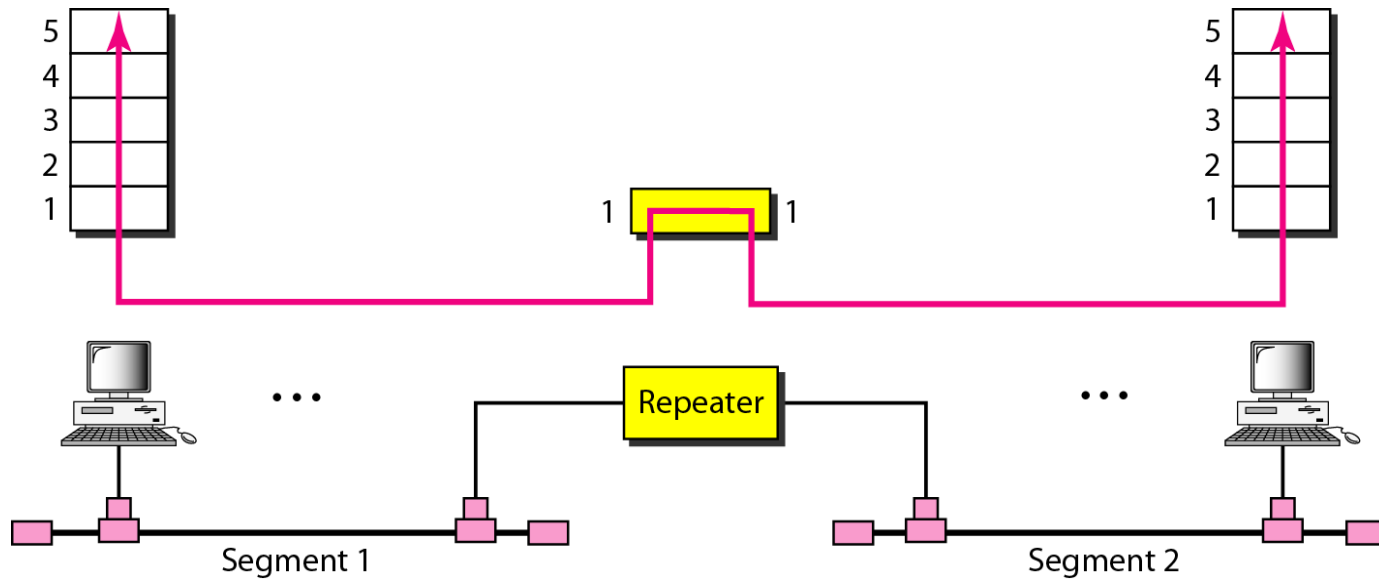 5 5
4 4
3 3
2 2
1 1 1 1
... ...
Repeater
Segment 1 Segment 2